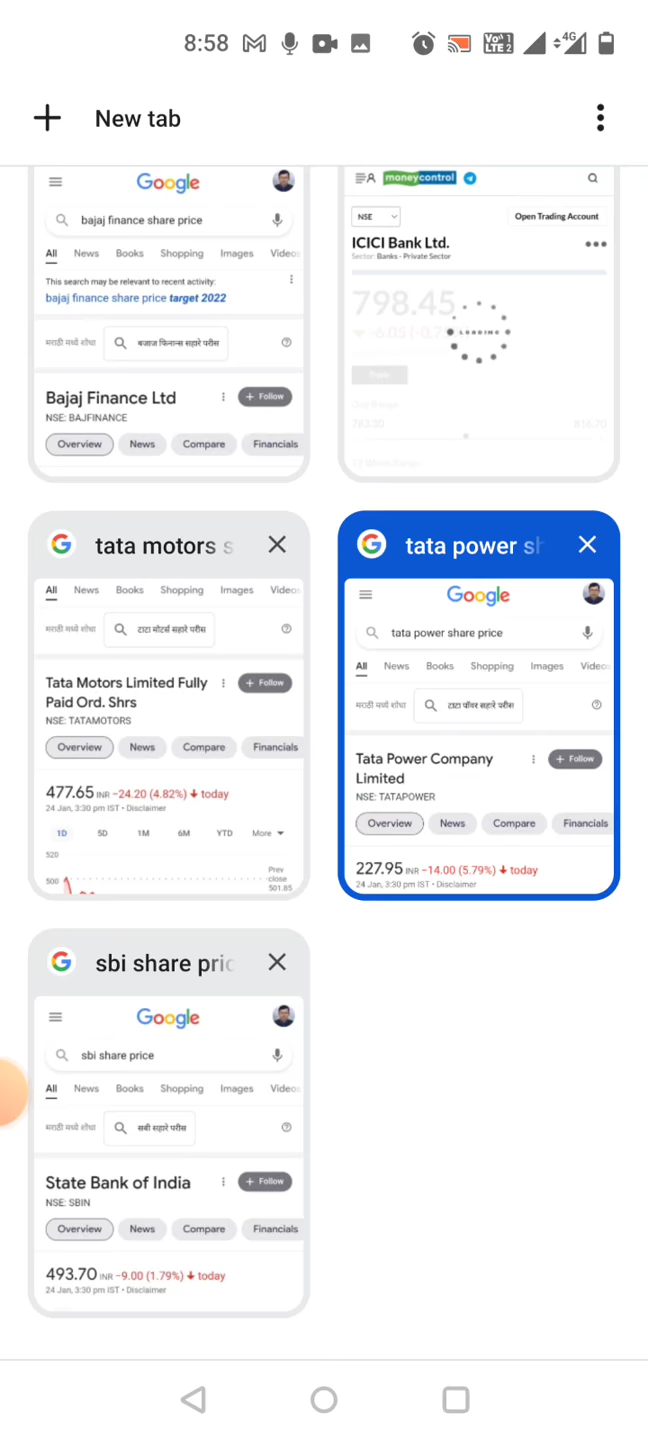 8:58
Vo 1 LTE 2
4G
New tab
Google
bajaj finance share price
All News Books Shopping Images Videos
This search may be relevant to recent activity:
bajaj finance share price target 2022
मराठी मध्ये शोधा
बजाज फिनान्स सहारे परीस
Bajaj Finance Ltd
+ Follow
NSE: BAJFINANCE
Overview News Compare Financials
moneycontrol
NSE
Open Trading Account
ICICI Bank Ltd.
Sector: Banks - Private Sector
798.45
LOADING
tata motors s
All News Books Shopping Images Videos
मराठी मध्ये शोधा
टाटा मोटर्स सहारे परीस
Tata Motors Limited Fully
Paid Ord. Shrs
+ Follow
NSE: TATAMOTORS
Overview News Compare Financials
477.65 INR −24.20 (4.82%) today
24 Jan, 3:30 pm IST • Disclaimer
1D 5D 1M 6M YTD More
520
500
Prev
close
501.85
tata power sh
Google
tata power share price
All News Books Shopping Images Videos
मराठी मध्ये शोधा
टाटा पॉवर सहारे परीस
Tata Power Company
Limited
+ Follow
NSE: TATAPOWER
Overview News Compare Financials
227.95 INR −14.00 (5.79%) today
24 Jan, 3:30 pm IST • Disclaimer
sbi share pric
Google
sbi share price
All News Books Shopping Images Videos
मराठी मध्ये शोधा
सबी सहारे परीस
State Bank of India
+ Follow
NSE: SBIN
Overview News Compare Financials
493.70 INR −9.00 (1.79%) today
24 Jan, 3:30 pm IST • Disclaimer